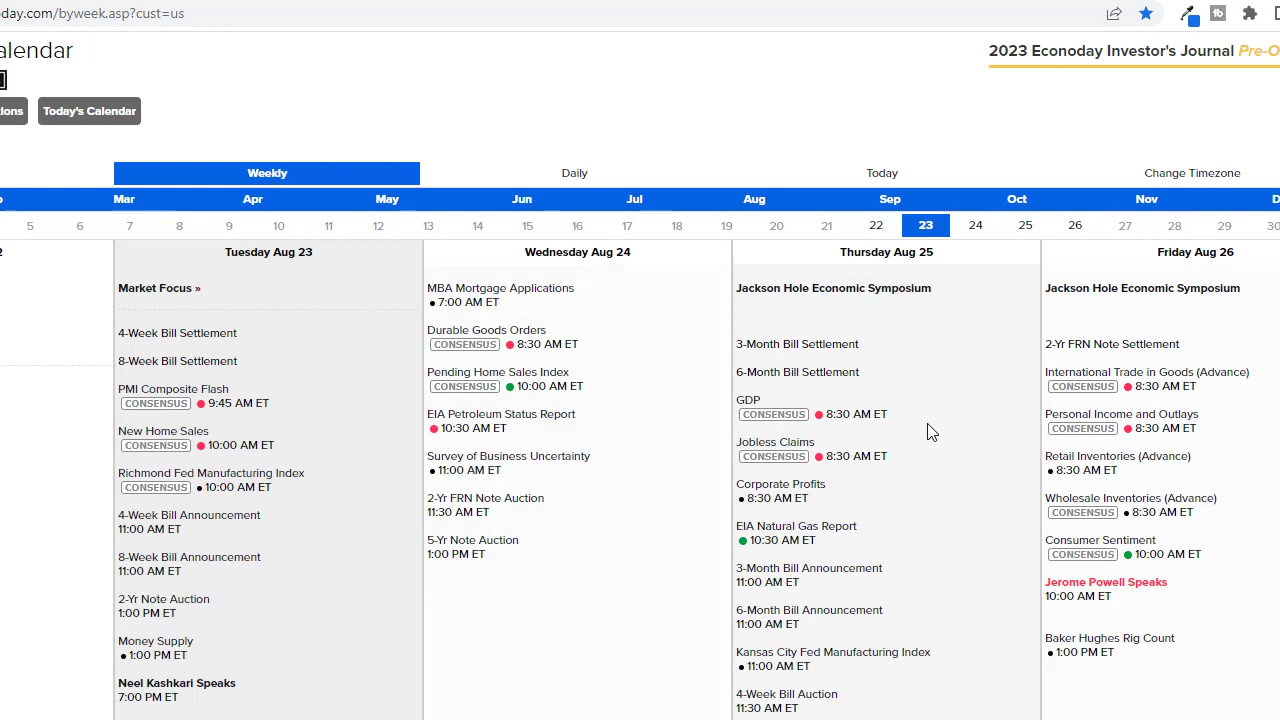 day.com/byweek.asp?cust=us
alendar
2023 Econoday Investor's Journal Pre-O
ions
Today's Calendar
Weekly
Daily
Today
Change Timezone
Mar Apr May Jun Jul Aug Sep Oct Nov D
5 6 7 8 9 10 11 12 13 14 15 16 17 18 19 20 21 22 23 24 25 26 27 28 29 30
2
Tuesday Aug 23
Market Focus »
4-Week Bill Settlement
8-Week Bill Settlement
PMI Composite Flash
CONSENSUS 9:45 AM ET
New Home Sales
CONSENSUS 10:00 AM ET
Richmond Fed Manufacturing Index
CONSENSUS 10:00 AM ET
4-Week Bill Announcement
11:00 AM ET
8-Week Bill Announcement
11:00 AM ET
2-Yr Note Auction
1:00 PM ET
Money Supply
1:00 PM ET
Neel Kashkari Speaks
7:00 PM ET
Wednesday Aug 24
MBA Mortgage Applications
7:00 AM ET
Durable Goods Orders
CONSENSUS 8:30 AM ET
Pending Home Sales Index
CONSENSUS 10:00 AM ET
EIA Petroleum Status Report
10:30 AM ET
Survey of Business Uncertainty
11:00 AM ET
2-Yr FRN Note Auction
11:30 AM ET
5-Yr Note Auction
1:00 PM ET
Thursday Aug 25
Jackson Hole Economic Symposium
3-Month Bill Settlement
6-Month Bill Settlement
GDP
CONSENSUS 8:30 AM ET
Jobless Claims
CONSENSUS 8:30 AM ET
Corporate Profits
8:30 AM ET
EIA Natural Gas Report
10:30 AM ET
3-Month Bill Announcement
11:00 AM ET
6-Month Bill Announcement
11:00 AM ET
Kansas City Fed Manufacturing Index
11:00 AM ET
4-Week Bill Auction
11:30 AM ET
Friday Aug 26
Jackson Hole Economic Symposium
2-Yr FRN Note Settlement
International Trade in Goods (Advance)
CONSENSUS 8:30 AM ET
Personal Income and Outlays
CONSENSUS 8:30 AM ET
Retail Inventories (Advance)
8:30 AM ET
Wholesale Inventories (Advance)
CONSENSUS 8:30 AM ET
Consumer Sentiment
CONSENSUS 10:00 AM ET
Jerome Powell Speaks
10:00 AM ET
Baker Hughes Rig Count
1:00 PM ET